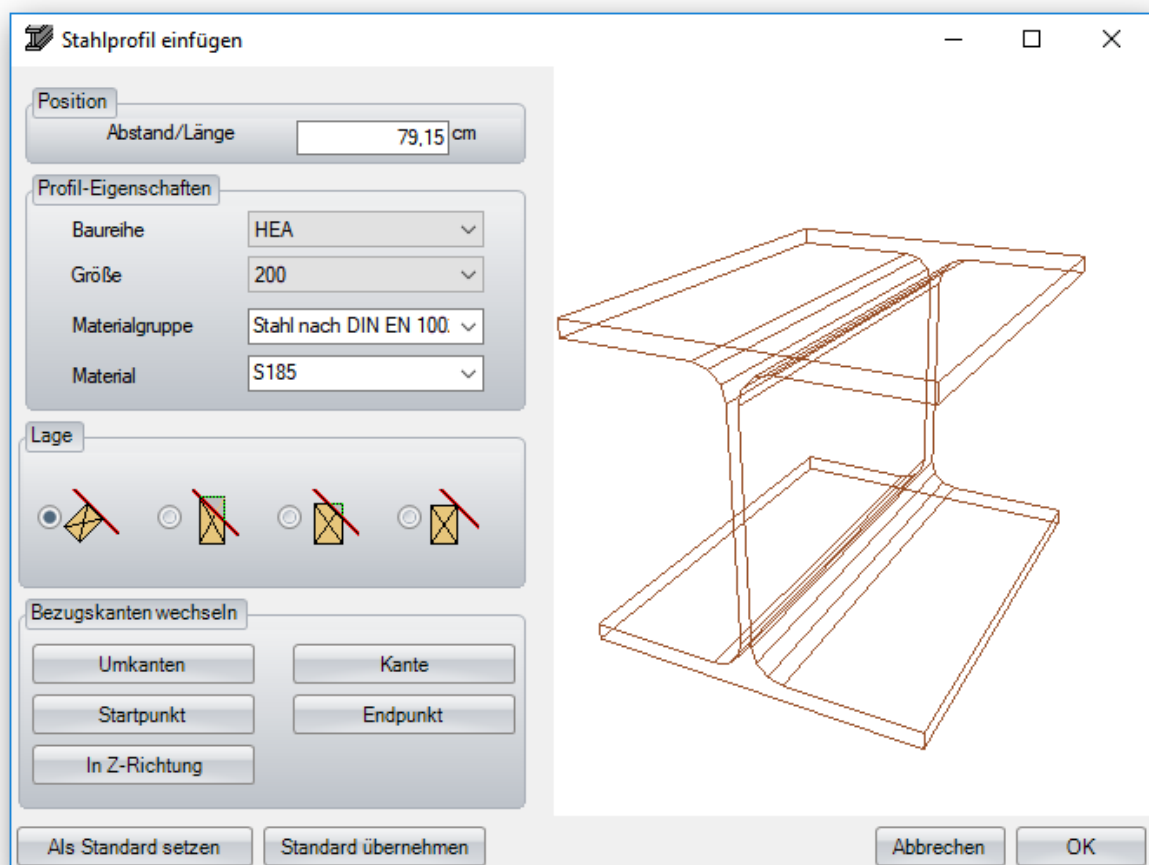 Stahlprofil einfügen
Position
Abstand/Länge 79,15 cm
Profil-Eigenschaften
Baureihe HEA
Größe 200
Materialgruppe Stahl nach DIN EN 100
Material S185
Lage
Bezugskanten wechseln
Umkanten Kante
Startpunkt Endpunkt
In Z-Richtung
Als Standard setzen Standard übernehmen Abbrechen OK